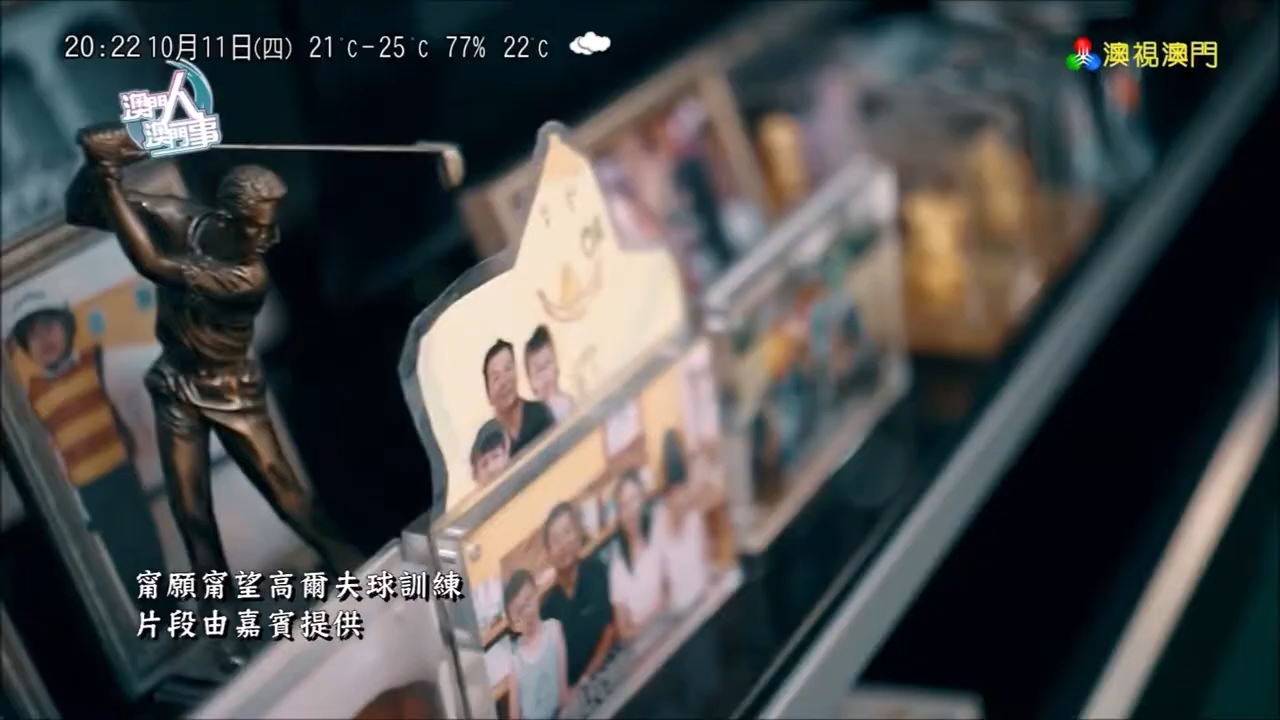 20:22 10月11日(四) 21°c-25°c 77% 22°c
澳視澳門
澳門人
澳門事
甯願甯望高爾夫球訓練
片段由嘉賓提供